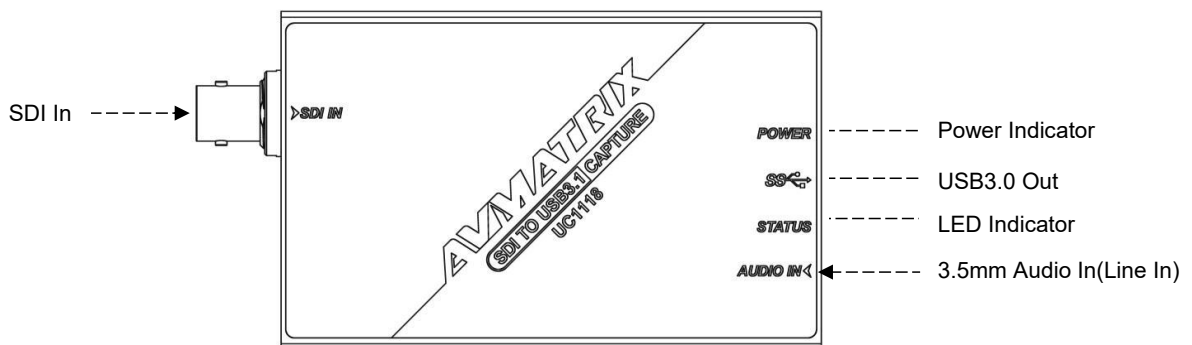 SDI In
SDI IN
AVMATRIX
SDI TO USB3.1 CAPTURE
UC1118
POWER
Power Indicator
SS
USB3.0 Out
STATUS
LED Indicator
AUDIO IN
3.5mm Audio In(Line In)